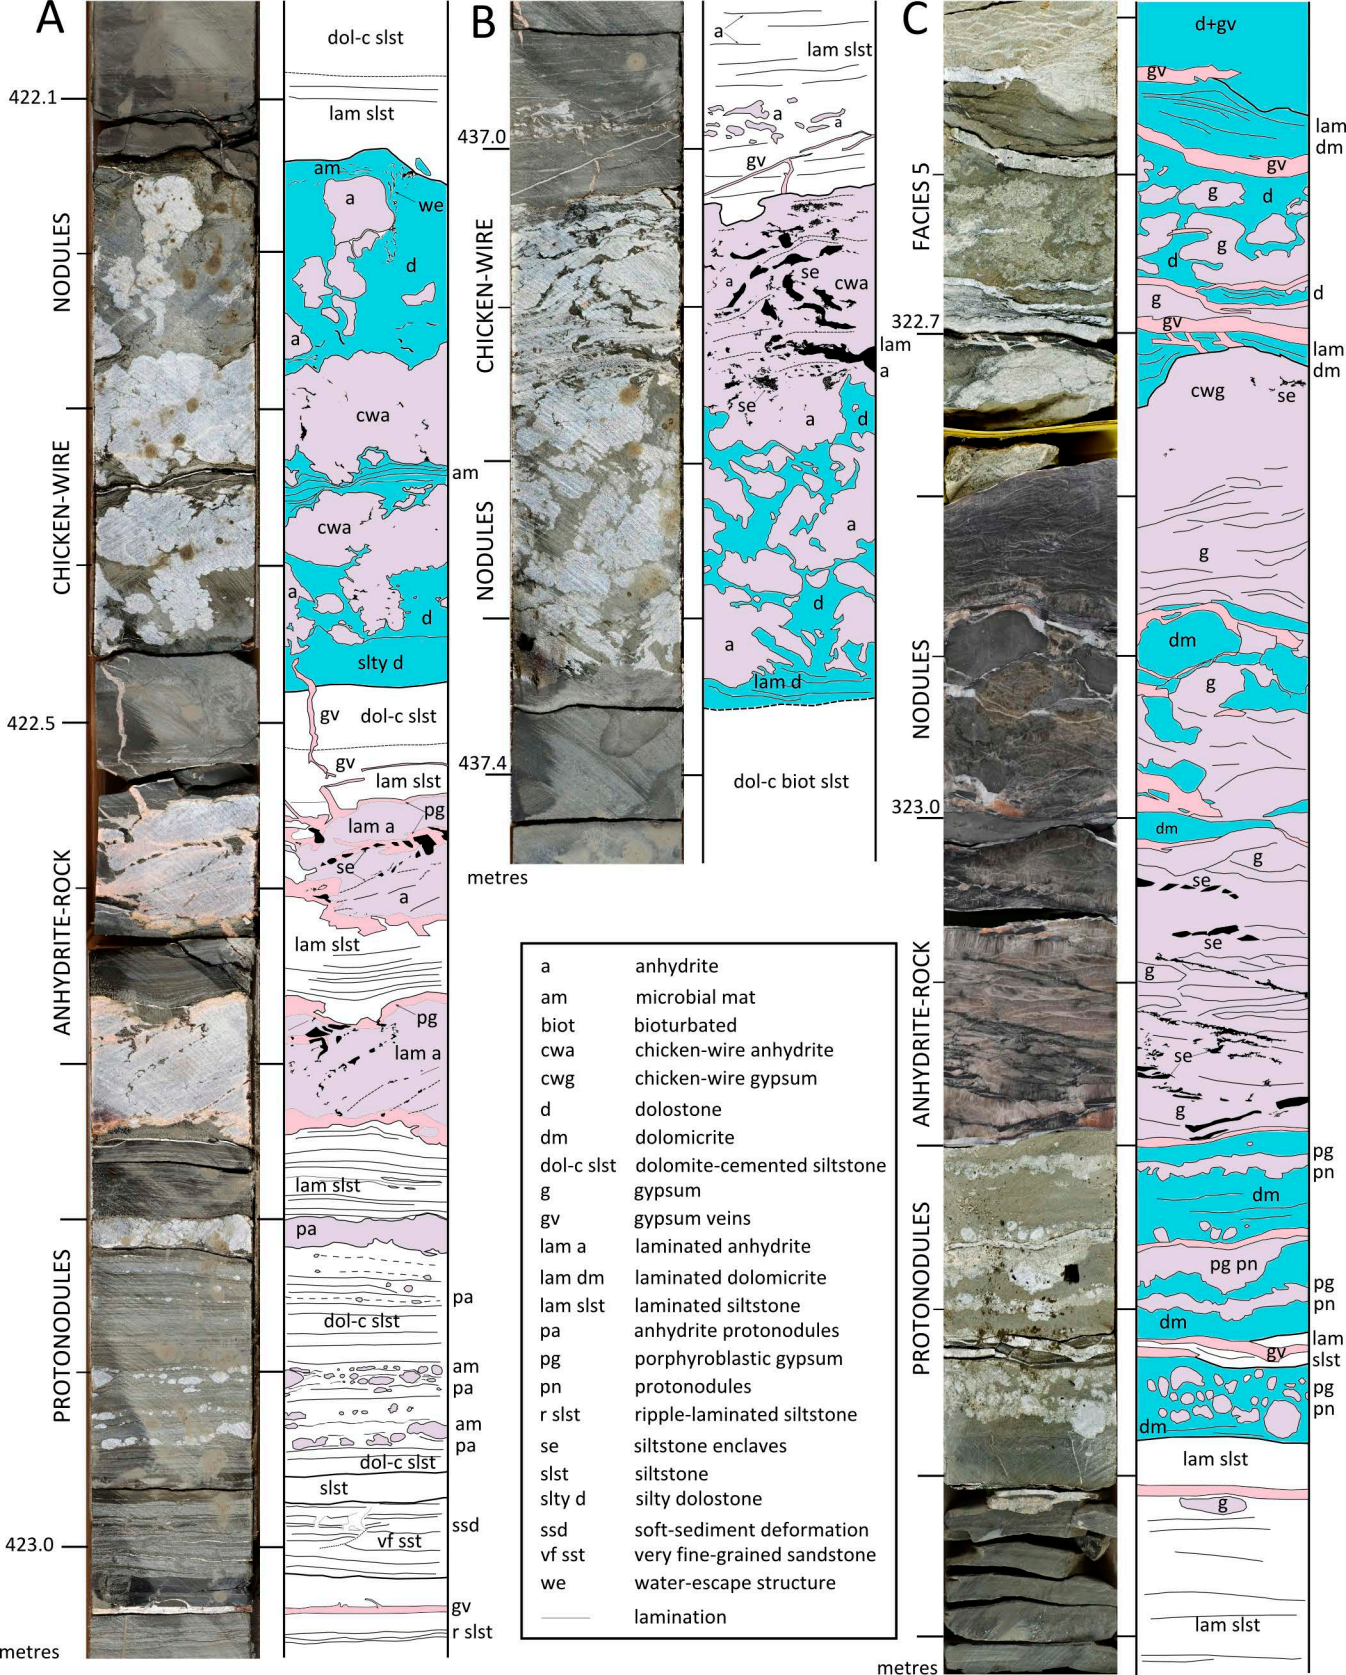 A
dol-c slst
422.1
lam slst
am
a
we
NODULES
d
a
cwa
CHICKEN-WIRE
am
cwa
a
d
slty d
422.5
gv
dol-c slst
gv
lam slst
pg
lam a
se
a
ANHYDRITE-ROCK
lam slst
pg
lam a
lam slst
pa
PROTONODULES
pa
dol-c slst
am
pa
am
pa
dol-c slst
slst
ssd
vf sst
423.0
gv
r slst
metres
B
a
lam slst
a
a
437.0
gv
CHICKEN-WIRE
se
a
cwa
lam
a
se
a
d
NODULES
a
d
a
lam d
437.4
dol-c biot slst
metres
a anhydrite
am microbial mat
biot bioturbated
cwa chicken-wire anhydrite
cwg chicken-wire gypsum
d dolostone
dm dolomicrite
dol-c slst dolomite-cemented siltstone
g gypsum
gv gypsum veins
lam a laminated anhydrite
lam dm laminated dolomicrite
lam slst laminated siltstone
pa anhydrite protonodules
pg porphyroblastic gypsum
pn protonodules
r slst ripple-laminated siltstone
se siltstone enclaves
slst siltstone
slty d silty dolostone
ssd soft-sediment deformation
vf sst very fine-grained sandstone
we water-escape structure
lamination
C
d+gv
gv
lam
dm
gv
FACIES 5
g
d
g
d
d
g
322.7
gv
lam
dm
cwg
se
g
NODULES
dm
g
323.0
dm
g
se
se
ANHYDRITE-ROCK
g
se
g
pg
pn
dm
PROTONODULES
pg pn
pg
pn
dm
lam
slst
gv
pg
pn
dm
lam slst
g
lam slst
metres